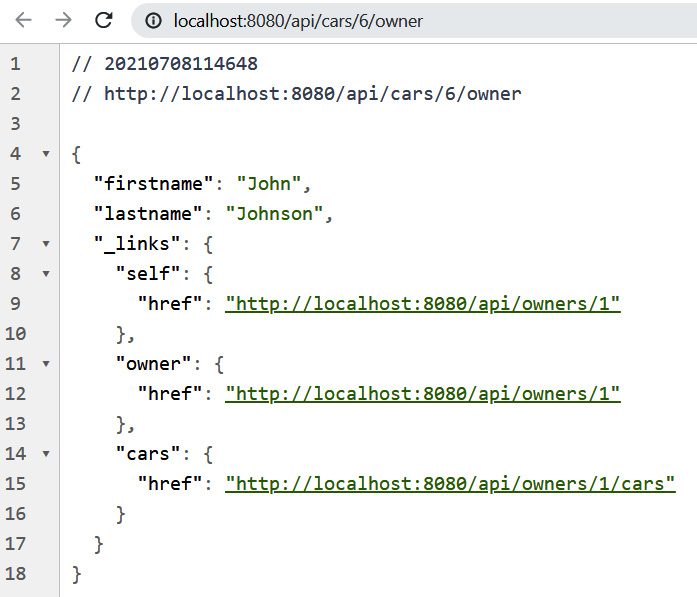 localhost:8080/api/cars/6/owner
1 // 20210708114648
2 // http://localhost:8080/api/cars/6/owner
3
4 {
5 "firstname": "John",
6 "lastname": "Johnson",
7 "_links": {
8 "self": {
9 "href": "http://localhost:8080/api/owners/1"
10 },
11 "owner": {
12 "href": "http://localhost:8080/api/owners/1"
13 },
14 "cars": {
15 "href": "http://localhost:8080/api/owners/1/cars"
16 }
17 }
18 }